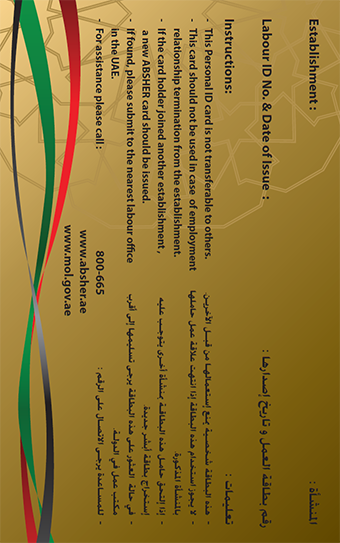 Establishment :
المنشأة :
Labour ID No. & Date of Issue :
رقم بطاقة العمل و تاريخ إصدارها :
Instructions:
- This Personal ID card is not transferable to others.
- This card should not be used in case of employment
relationship termination from the establishment.
- If the card holder joined another establishment ,
a new ABSHER card should be issued.
- If found, please submit to the nearest labour office
in the UAE.
- For assistance please call :
800-665
www.absher.ae
www.mol.gov.ae
تعليمات :
- هذه البطاقة شخصية يمنع إستعمالها من قبل الآخرين.
- لا يجوز استخدام هذه البطاقة إذا انتهت علاقة عمل حاملها
بالمنشأة المذكورة
- إذا إلتحق حامل هذه البطاقة بمنشأة أخرى يتوجب عليه
إستخراج بطاقة أبشر جديدة
- في حالة العثور على هذه البطاقة يرجى تسليمها إلى أقرب
مكتب عمل في الدولة
- للمساعدة يرجى الاتصال على الرقم :